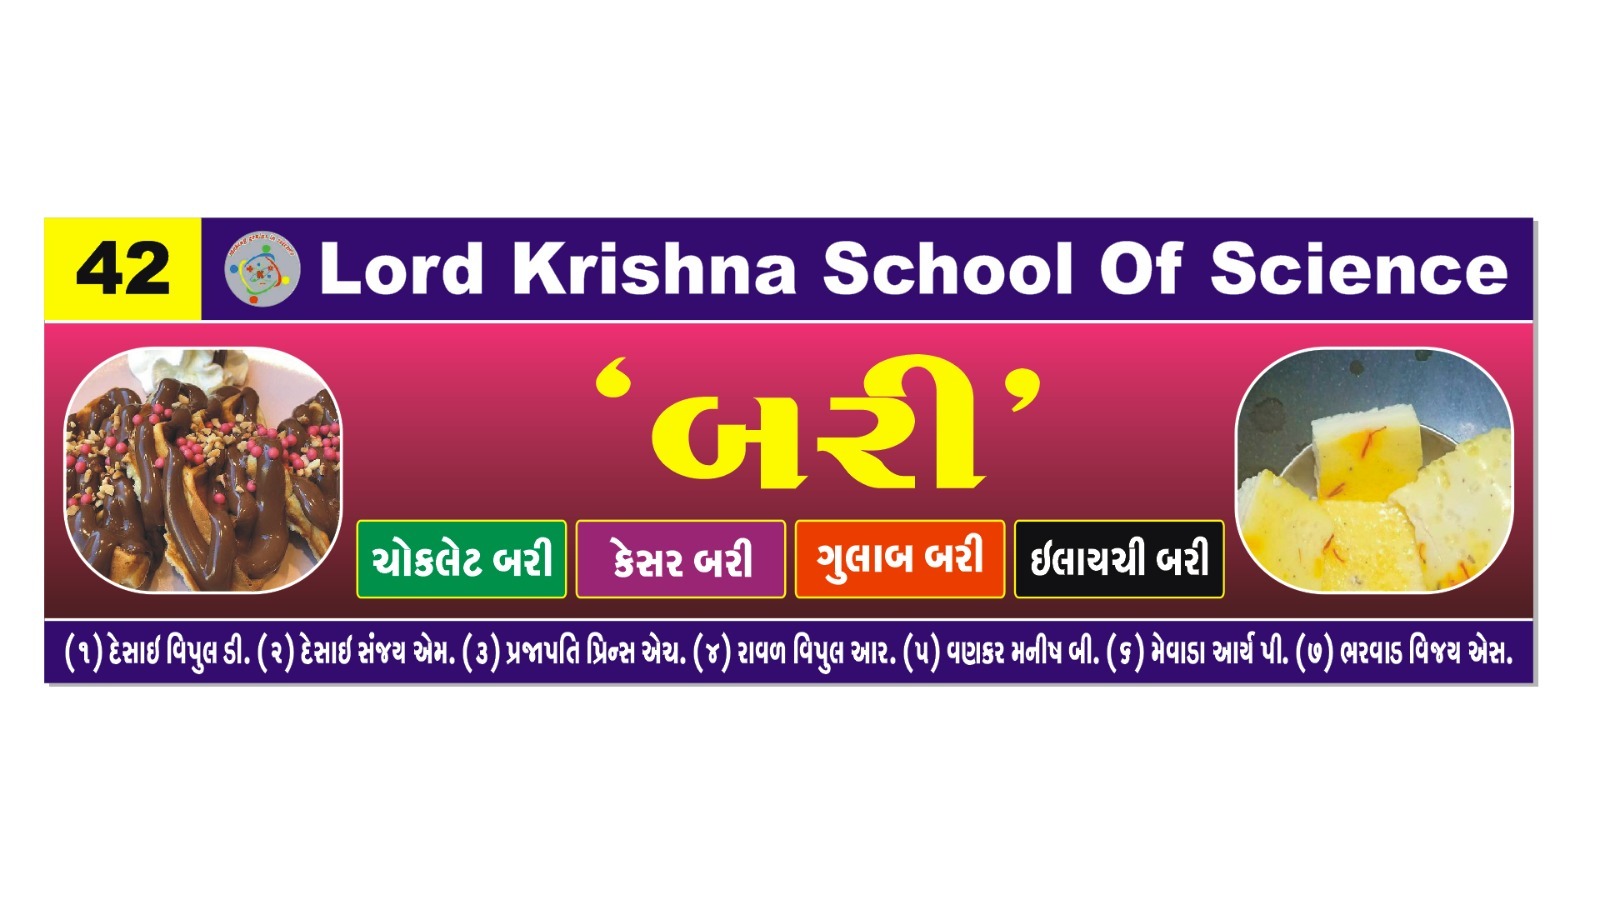 42 Lord Krishna School Of Science
‘બરી’
ચોકલેટ બરી કેસર બરી ગુલાબ બરી ઇલાયચી બરી
(૧) દેસાઇ વિપુલ ડી. (૨) દેસાઇ સંજય એમ. (૩) પ્રજાપતિ પ્રિન્સ એચ. (૪) રાવળ વિપુલ આર. (૫) વણકર મનીષ બી. (૬) મેવાડા આર્ય પી. (૭) ભરવાડ વિજય એસ.